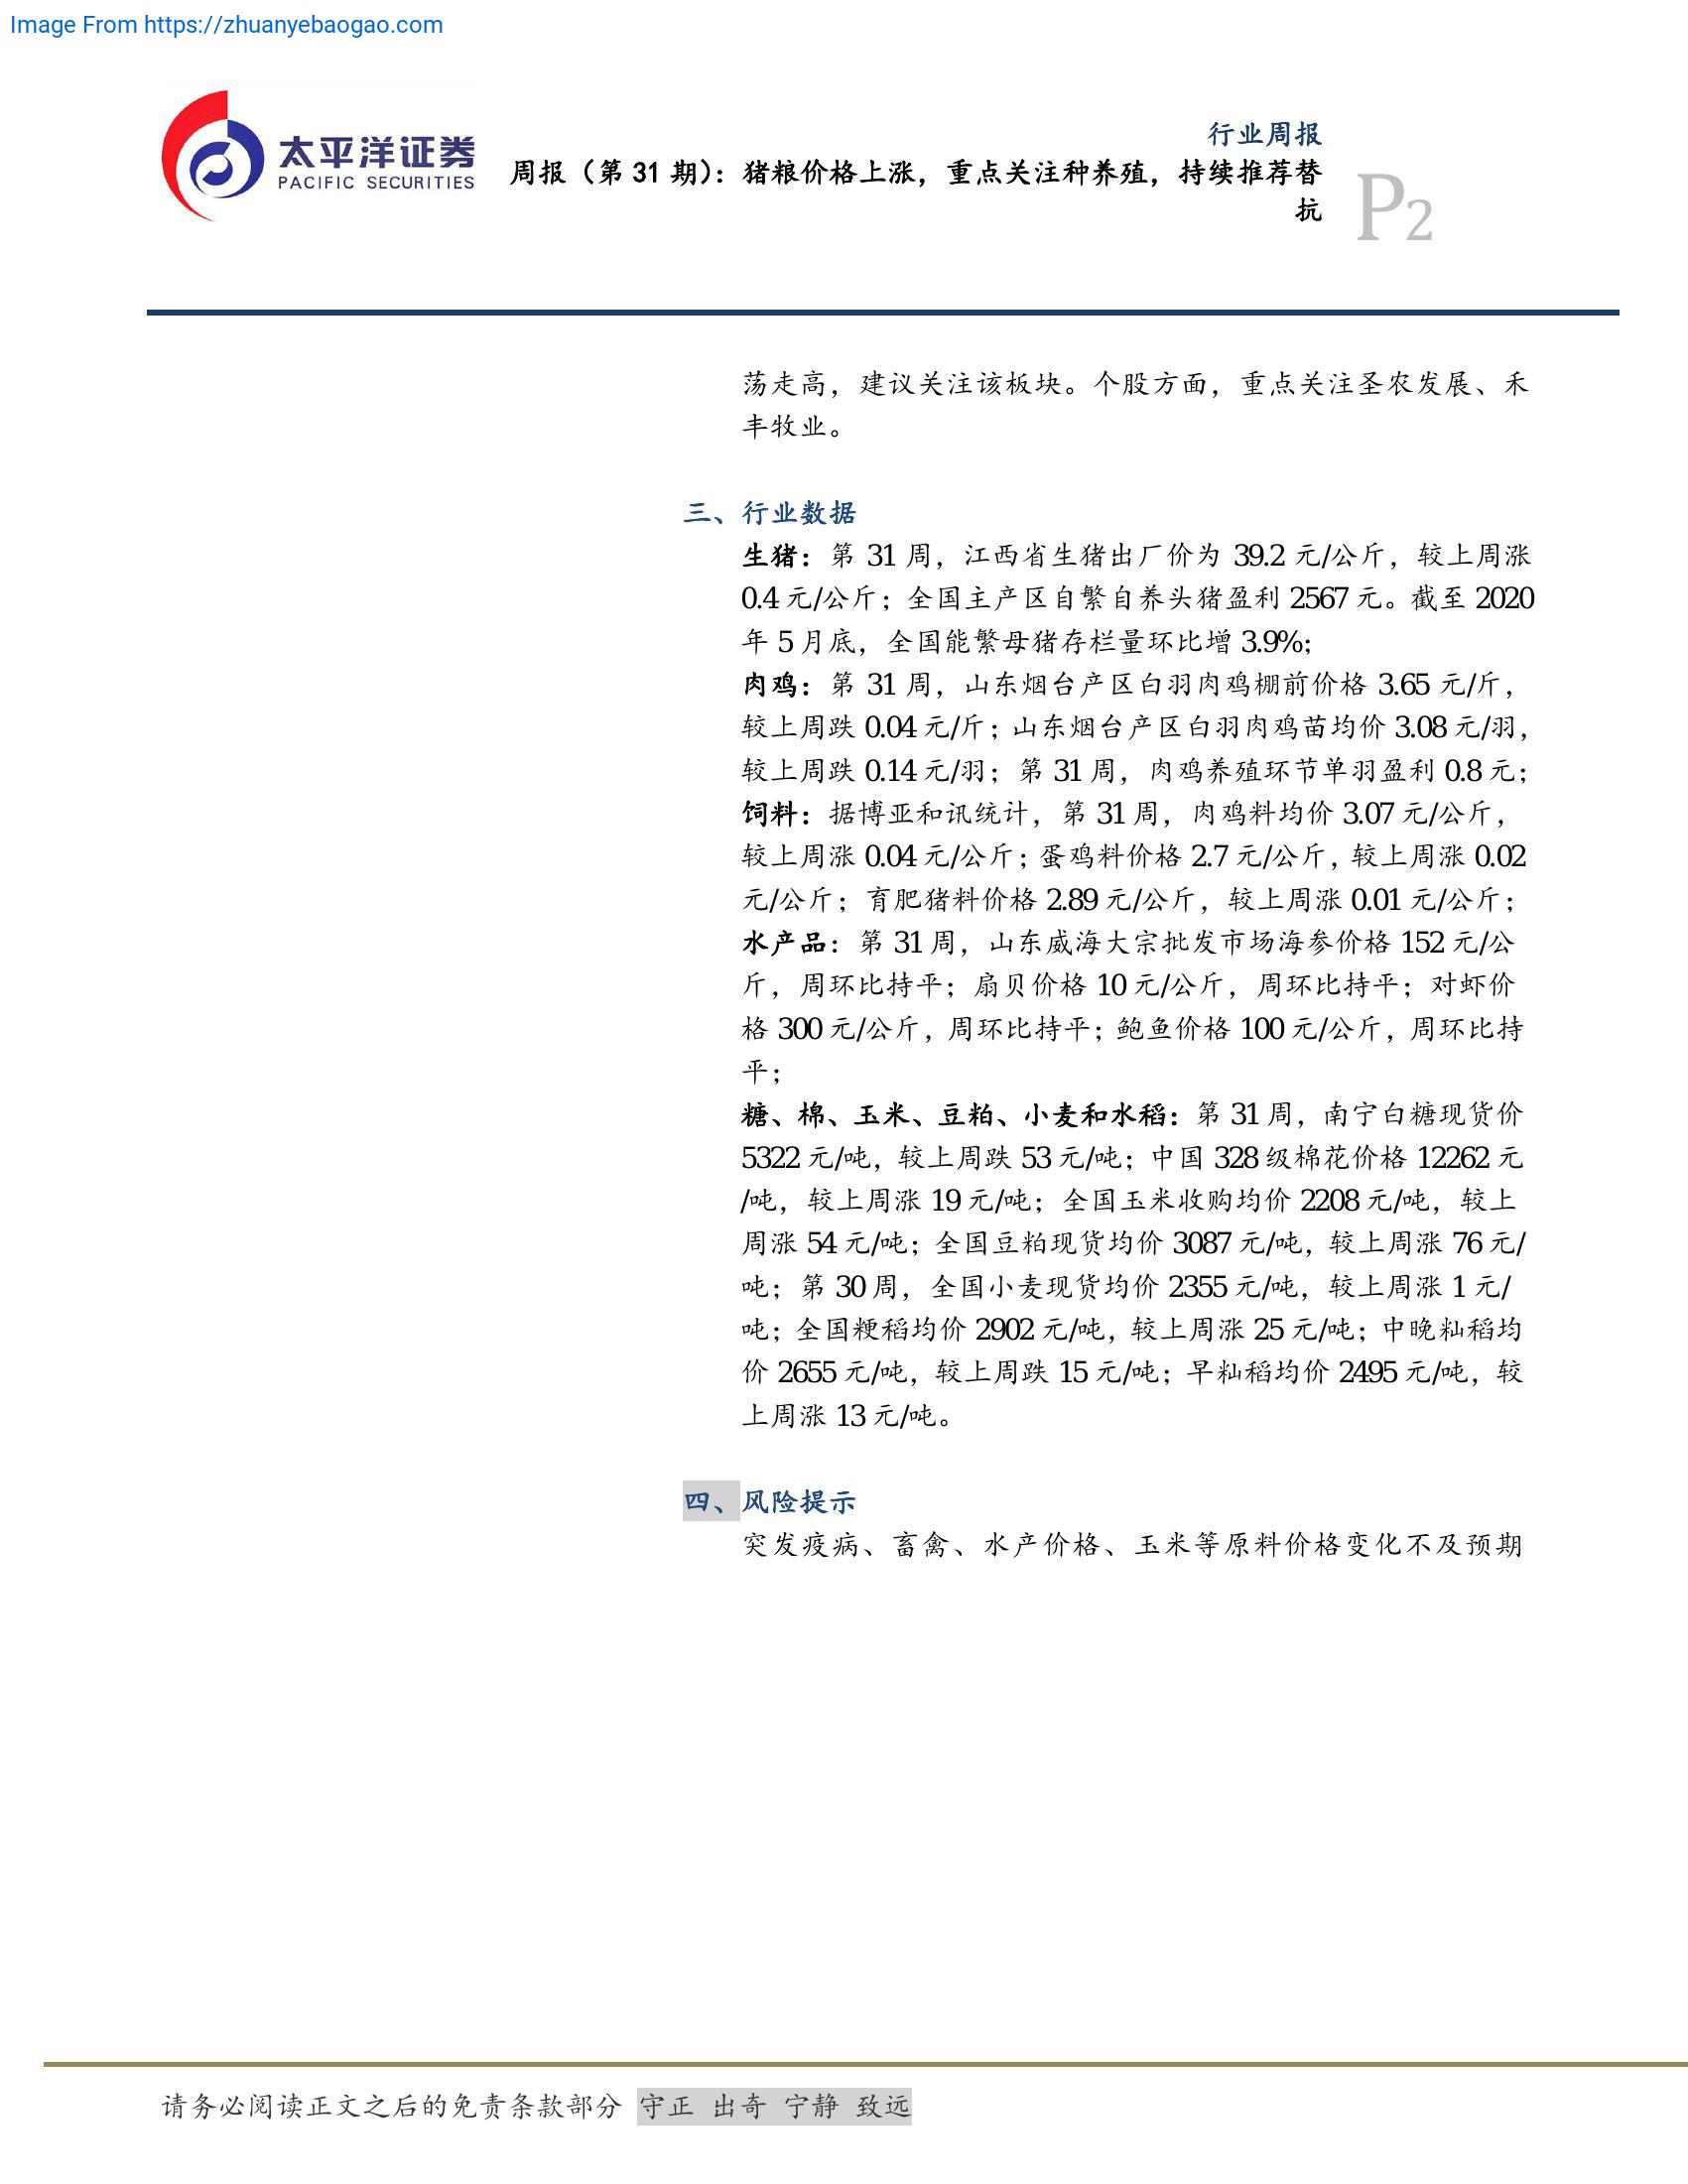 Image From https://zhuanyebaogao.com
太平洋证券
PACIFIC SECURITIES
行业周报
周报（第 31 期）：猪粮价格上涨，重点关注种养殖，持续推荐替
抗
P2
荡走高，建议关注该板块。个股方面，重点关注圣农发展、禾
丰牧业。
三、行业数据
生猪：第 31 周，江西省生猪出厂价为 39.2 元/公斤，较上周涨
0.4 元/公斤；全国主产区自繁自养头猪盈利 2567 元。截至 2020
年 5 月底，全国能繁母猪存栏量环比增 3.9%；
肉鸡：第 31 周，山东烟台产区白羽肉鸡棚前价格 3.65 元/斤，
较上周跌 0.04 元/斤；山东烟台产区白羽肉鸡苗均价 3.08 元/羽，
较上周跌 0.14 元/羽；第 31 周，肉鸡养殖环节单羽盈利 0.8 元；
饲料：据博亚和讯统计，第 31 周，肉鸡料均价 3.07 元/公斤，
较上周涨 0.04 元/公斤；蛋鸡料价格 2.7 元/公斤，较上周涨 0.02
元/公斤；育肥猪料价格 2.89 元/公斤，较上周涨 0.01 元/公斤；
水产品：第 31 周，山东威海大宗批发市场海参价格 152 元/公
斤，周环比持平；扇贝价格 10 元/公斤，周环比持平；对虾价
格 300 元/公斤，周环比持平；鲍鱼价格 100 元/公斤，周环比持
平；
糖、棉、玉米、豆粕、小麦和水稻：第 31 周，南宁白糖现货价
5322 元/吨，较上周跌 53 元/吨；中国 328 级棉花价格 12262 元
/吨，较上周涨 19 元/吨；全国玉米收购均价 2208 元/吨，较上
周涨 54 元/吨；全国豆粕现货均价 3087 元/吨，较上周涨 76 元/
吨；第 30 周，全国小麦现货均价 2355 元/吨，较上周涨 1 元/
吨；全国粳稻均价 2902 元/吨，较上周涨 25 元/吨；中晚籼稻均
价 2655 元/吨，较上周跌 15 元/吨；早籼稻均价 2495 元/吨，较
上周涨 13 元/吨。
四、风险提示
突发疫病、畜禽、水产价格、玉米等原料价格变化不及预期
请务必阅读正文之后的免责条款部分 守正 出奇 宁静 致远